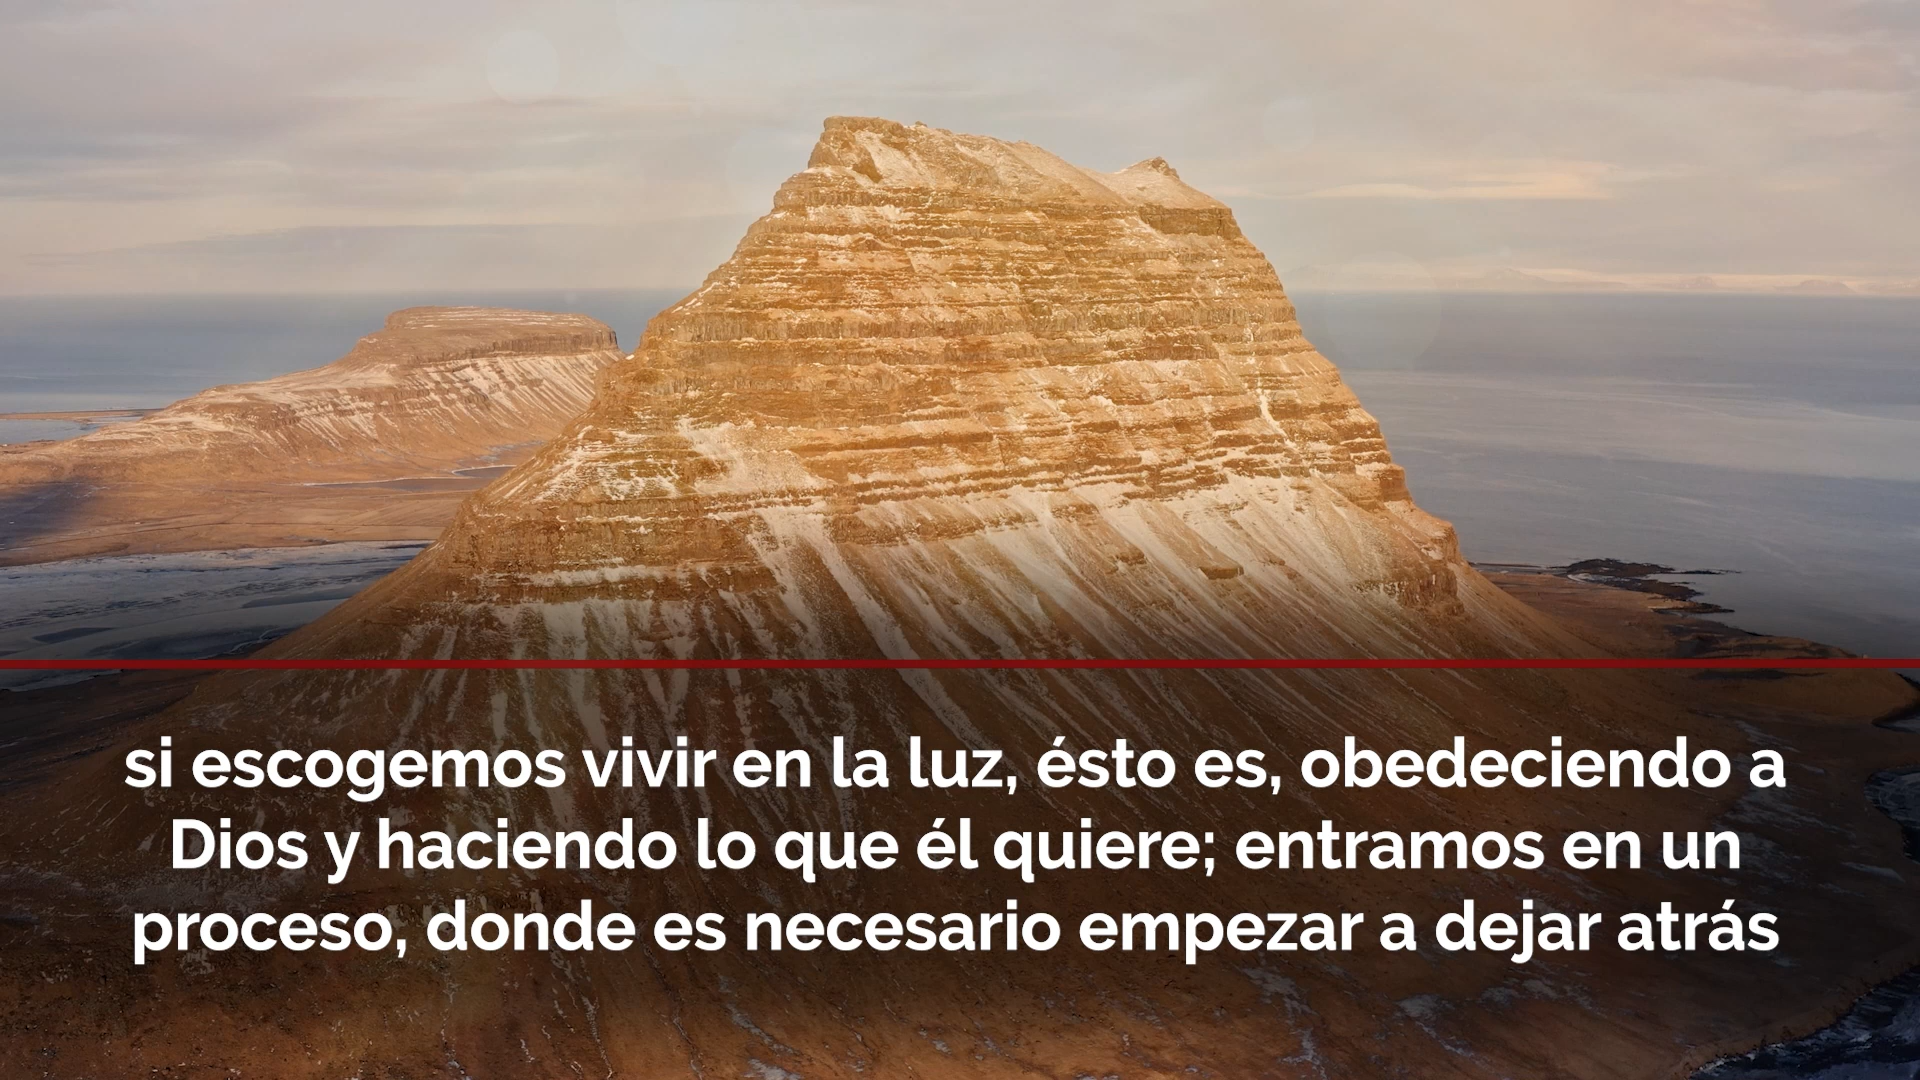 si escogemos vivir en la luz, ésto es, obedeciendo a
Dios y haciendo lo que él quiere; entramos en un
proceso, donde es necesario empezar a dejar atrás